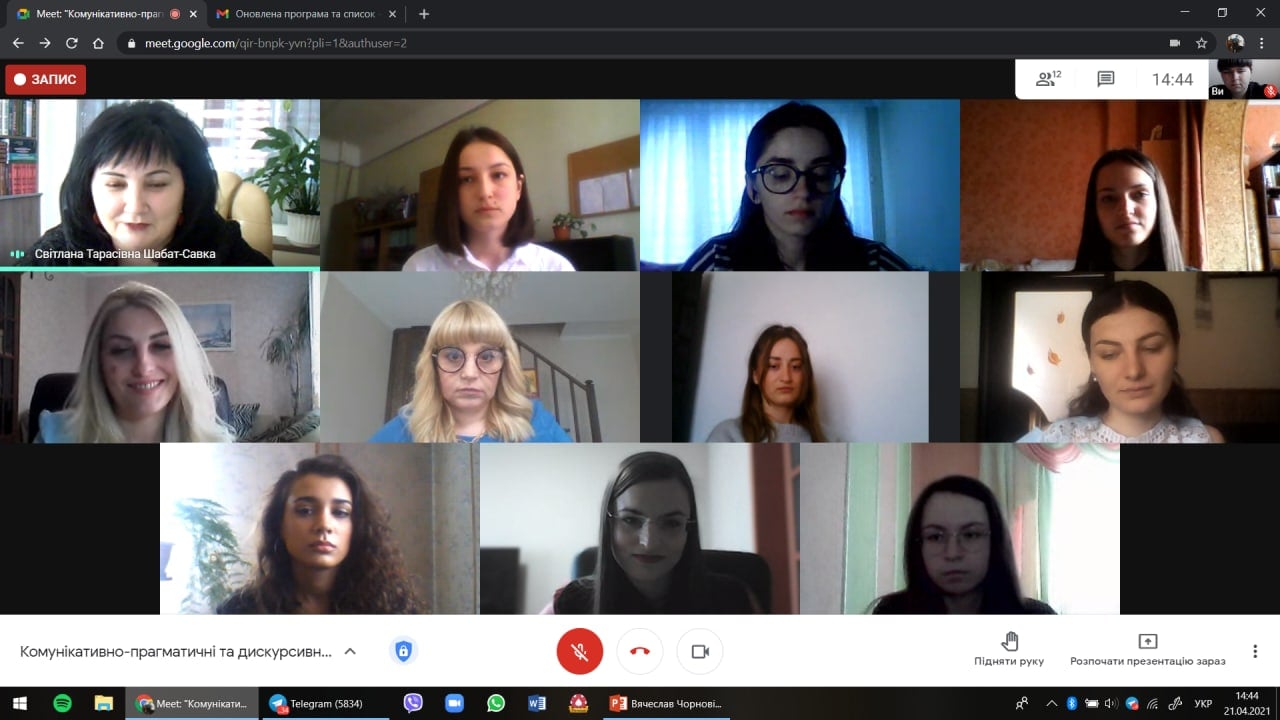 Meet: "Комунікативно-праг
Оновлена програма та список
meet.google.com/qir-bnpk-yvn?pli=1&authuser=2
ЗАПИС
12
14:44
Ви
Світлана Тарасівна Шабат-Савка
Комунікативно-прагматичні та дискурсивн...
Підняти руку
Розпочати презентацію зараз
Meet: "Комунікати...
34
Telegram (5834)
Вячеслав Чорнові...
УКР
14:44
21.04.2021